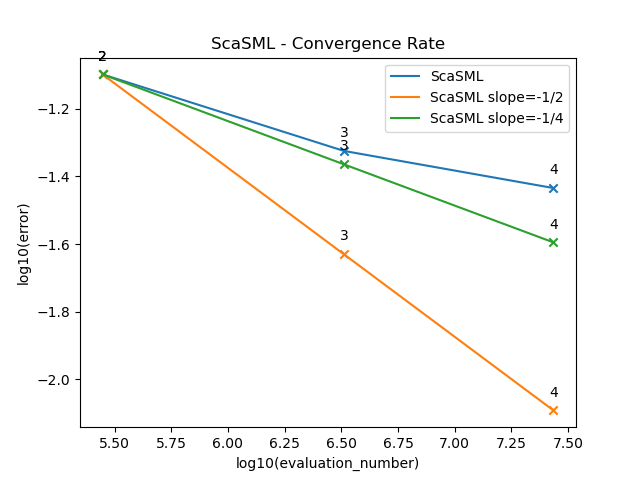 ScaSML - Convergence Rate
ScaSML
ScaSML slope=-1/2
ScaSML slope=-1/4
2
3
3
3
4
4
4
−1.2
−1.4
−1.6
−1.8
−2.0
log10(error)
5.50 5.75 6.00 6.25 6.50 6.75 7.00 7.25 7.50
log10(evaluation_number)